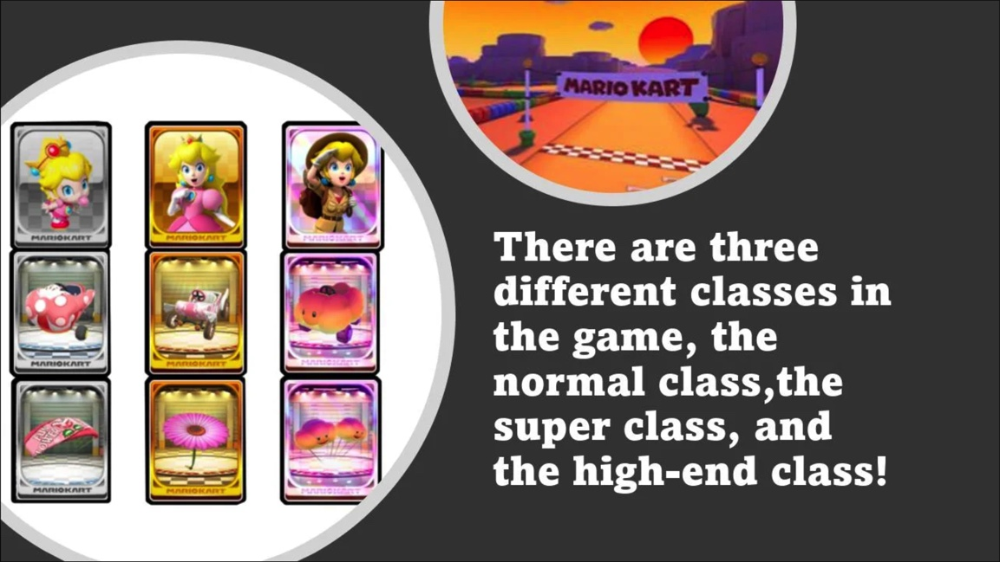 MARIO KART
MARIOKART
MARIOKART
MARIOKART
MARIOKART
MARIOKART
MARIOKART
MARIOKART
MARIOKART
MARIOKART
There are three
different classes in
the game, the
normal class,the
super class, and
the high-end class!